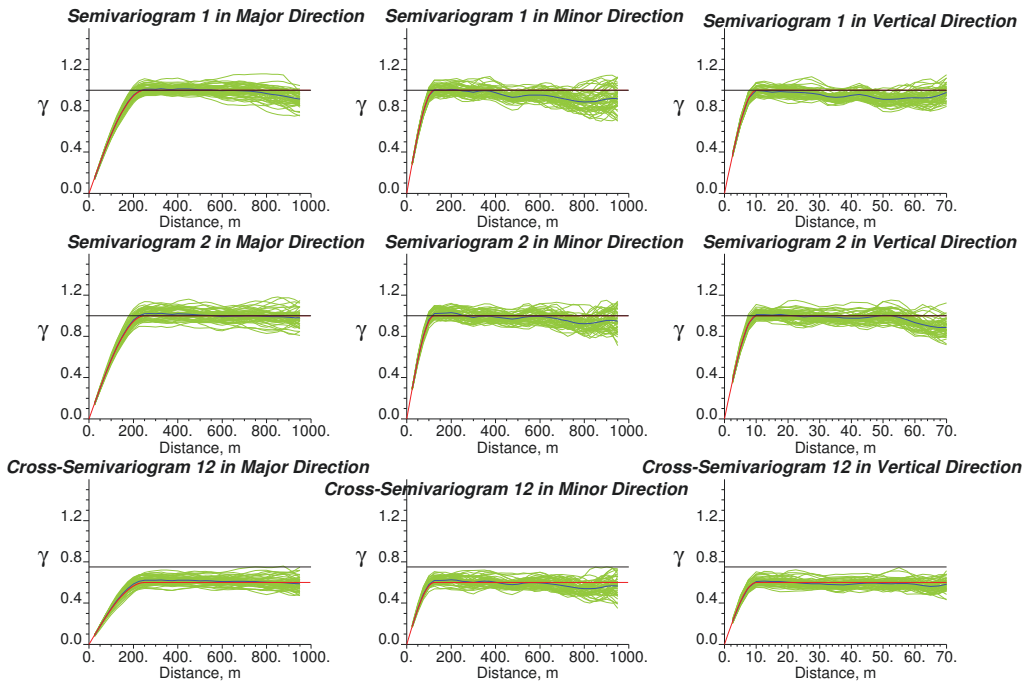 Semivariogram 1 in Major Direction
γ
1.2
0.8
0.4
0.0
0. 200. 400. 600. 800. 1000.
Distance, m
Semivariogram 1 in Minor Direction
γ
1.2
0.8
0.4
0.0
0. 200. 400. 600. 800. 1000.
Distance, m
Semivariogram 1 in Vertical Direction
γ
1.2
0.8
0.4
0.0
0. 10. 20. 30. 40. 50. 60. 70.
Distance, m
Semivariogram 2 in Major Direction
γ
1.2
0.8
0.4
0.0
0. 200. 400. 600. 800. 1000.
Distance, m
Semivariogram 2 in Minor Direction
γ
1.2
0.8
0.4
0.0
0. 200. 400. 600. 800. 1000.
Distance, m
Semivariogram 2 in Vertical Direction
γ
1.2
0.8
0.4
0.0
0. 10. 20. 30. 40. 50. 60. 70.
Distance, m
Cross-Semivariogram 12 in Major Direction
γ
1.2
0.8
0.4
0.0
0. 200. 400. 600. 800. 1000.
Distance, m
Cross-Semivariogram 12 in Minor Direction
γ
1.2
0.8
0.4
0.0
0. 200. 400. 600. 800. 1000.
Distance, m
Cross-Semivariogram 12 in Vertical Direction
γ
1.2
0.8
0.4
0.0
0. 10. 20. 30. 40. 50. 60. 70.
Distance, m